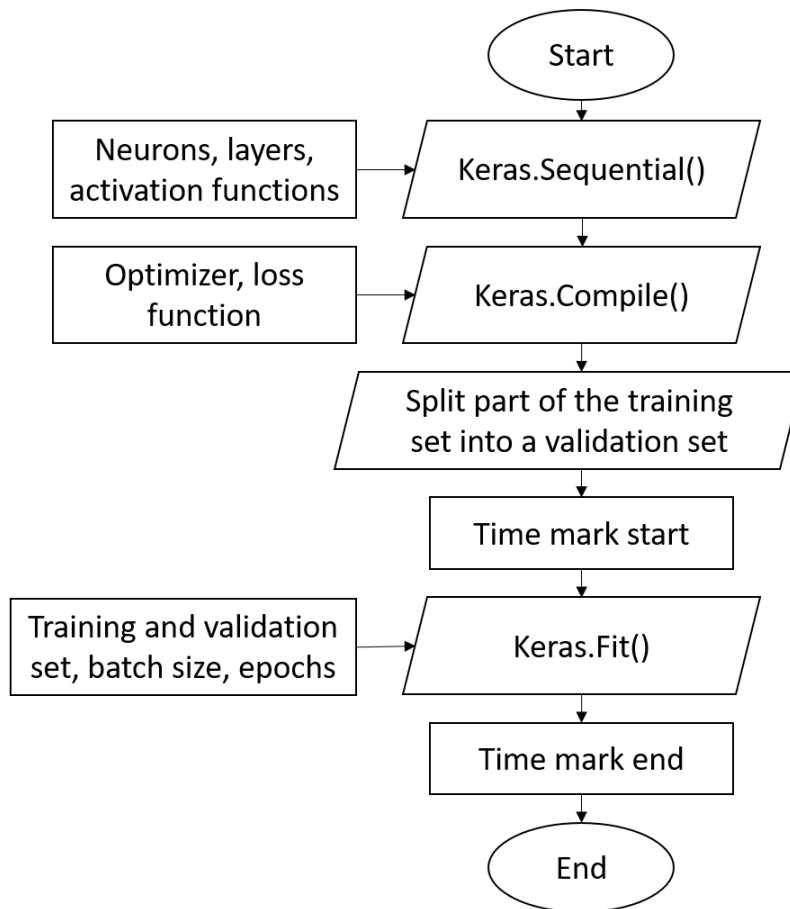 Start
Neurons, layers,
activation functions
Keras.Sequential()
Optimizer, loss
function
Keras.Compile()
Split part of the training
set into a validation set
Time mark start
Training and validation
set, batch size, epochs
Keras.Fit()
Time mark end
End